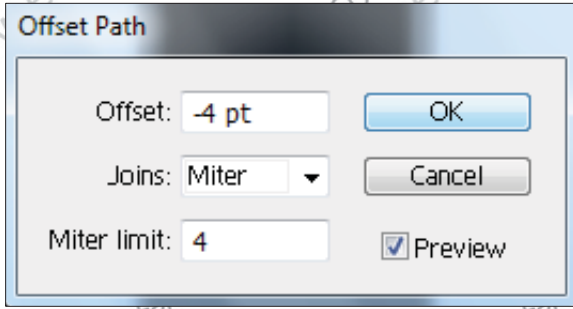 Offset Path
Offset: -4 pt OK
Joins: Miter Cancel
Miter limit: 4 Preview